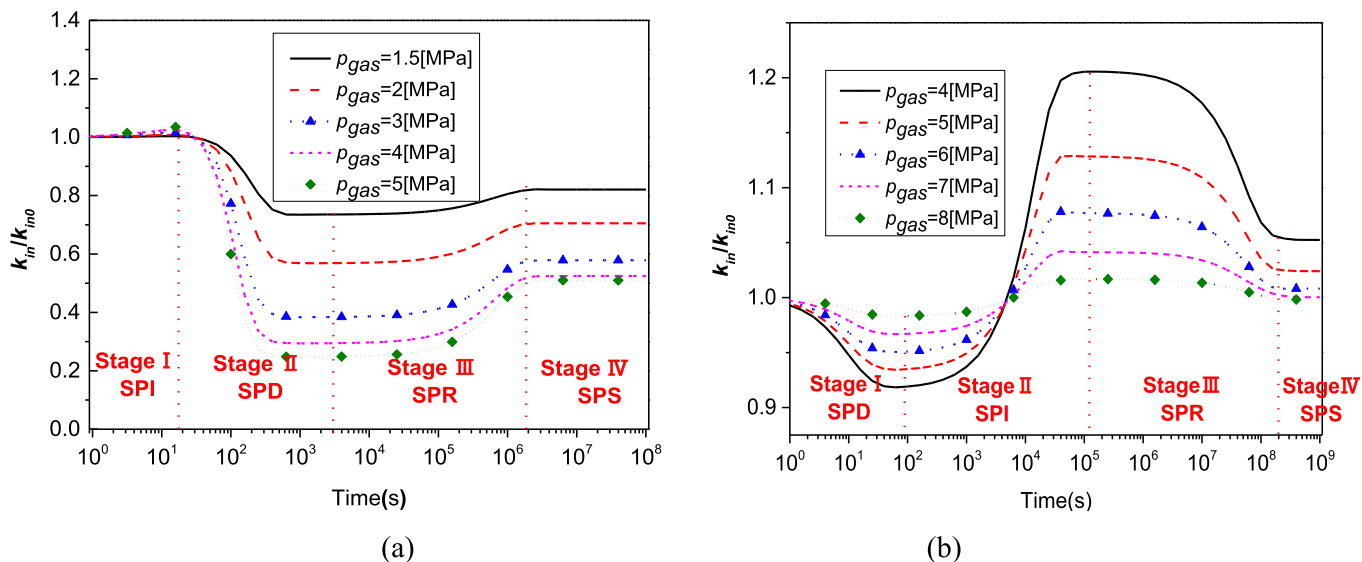 1.4
1.2
1.0
0.8
0.6
0.4
0.2
0.0
k_in/k_in0
p_gas=1.5[MPa]
p_gas=2[MPa]
p_gas=3[MPa]
p_gas=4[MPa]
p_gas=5[MPa]
Stage Ⅰ
SPI
Stage Ⅱ
SPD
Stage Ⅲ
SPR
Stage Ⅳ
SPS
10^0 10^1 10^2 10^3 10^4 10^5 10^6 10^7 10^8
Time(s)
(a)
1.2
1.1
1.0
0.9
k_in/k_in0
p_gas=4[MPa]
p_gas=5[MPa]
p_gas=6[MPa]
p_gas=7[MPa]
p_gas=8[MPa]
Stage Ⅰ
SPD
Stage Ⅱ
SPI
Stage Ⅲ
SPR
Stage Ⅳ
SPS
10^0 10^1 10^2 10^3 10^4 10^5 10^6 10^7 10^8 10^9
Time(s)
(b)